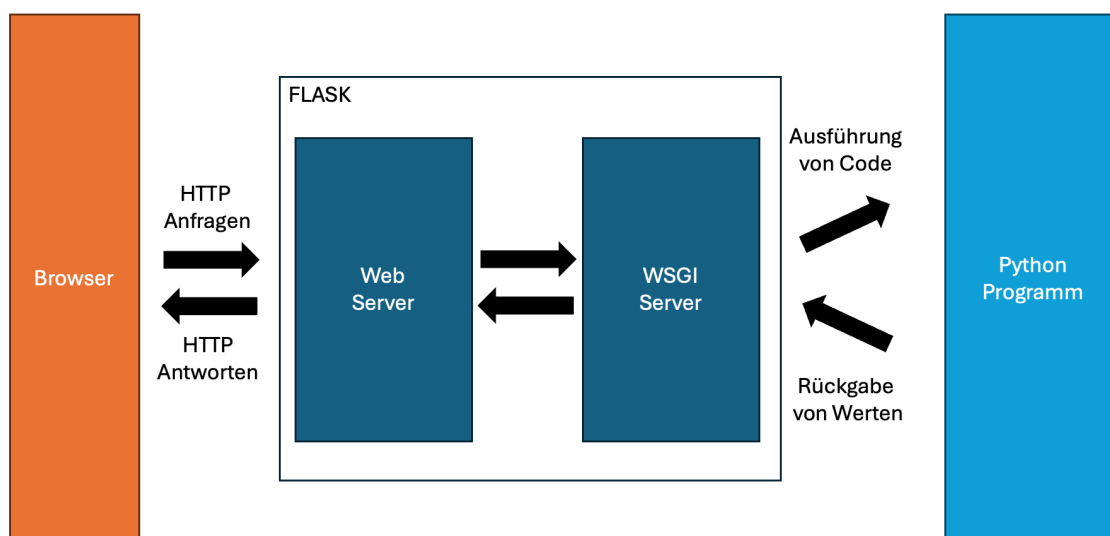 FLASK
Browser
HTTP
Anfragen
HTTP
Antworten
Web
Server
WSGI
Server
Ausführung
von Code
Rückgabe
von Werten
Python
Programm